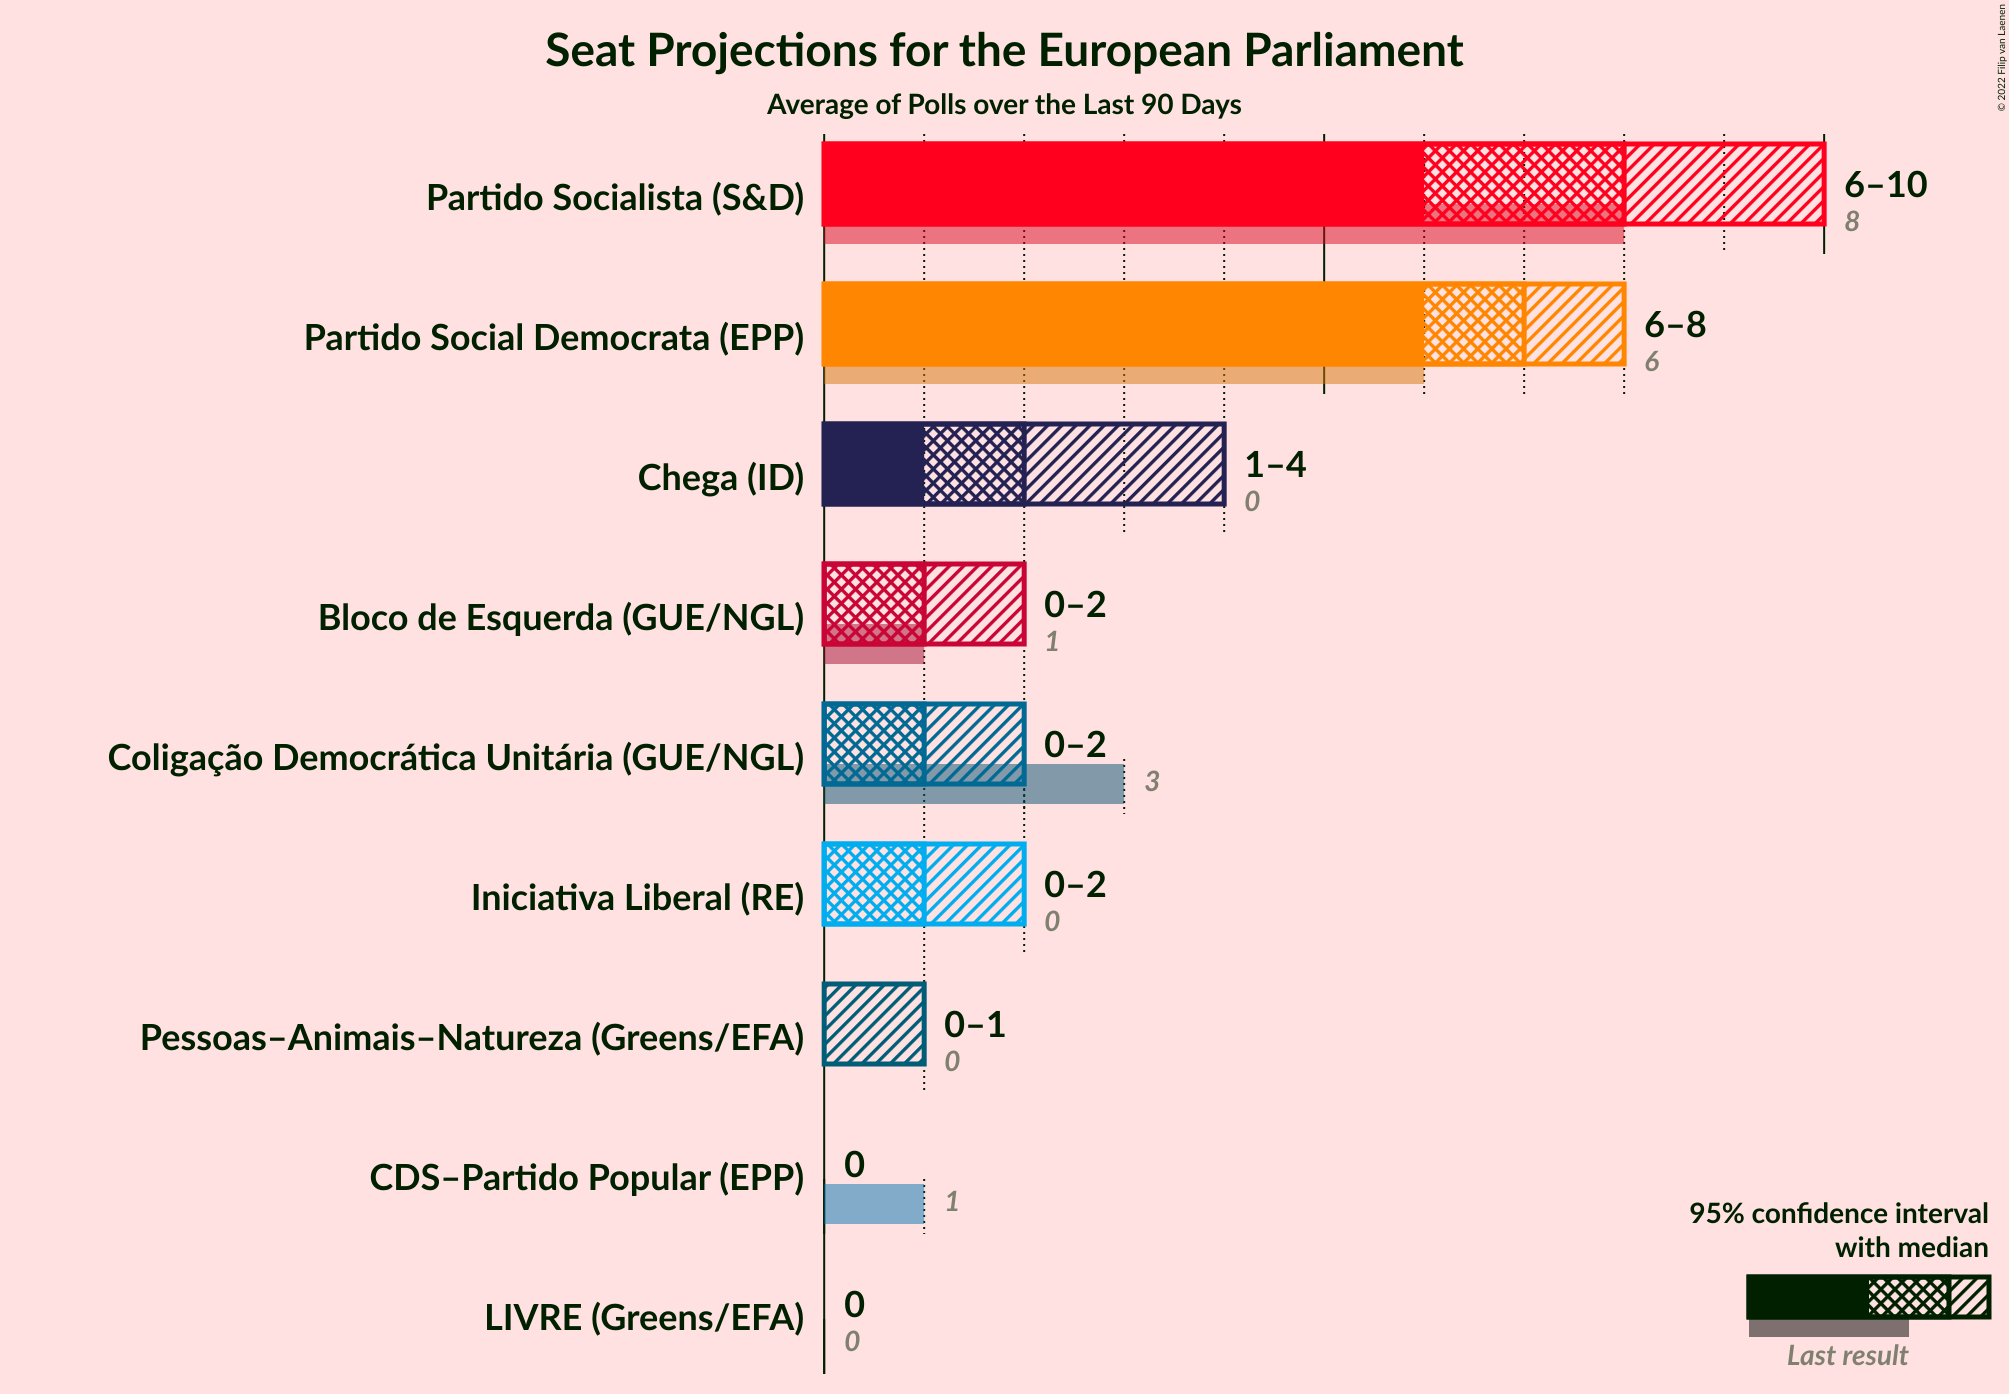 Seat Projections for the European Parliament
Average of Polls over the Last 90 Days
© 2022 Filip van Laenen
Partido Socialista (S&D)
6–10
8
Partido Social Democrata (EPP)
6–8
6
Chega (ID)
1–4
0
Bloco de Esquerda (GUE/NGL)
0–2
1
Coligação Democrática Unitária (GUE/NGL)
0–2
3
Iniciativa Liberal (RE)
0–2
0
Pessoas–Animais–Natureza (Greens/EFA)
0–1
0
CDS–Partido Popular (EPP)
0
1
LIVRE (Greens/EFA)
0
0
95% confidence interval
with median
Last result